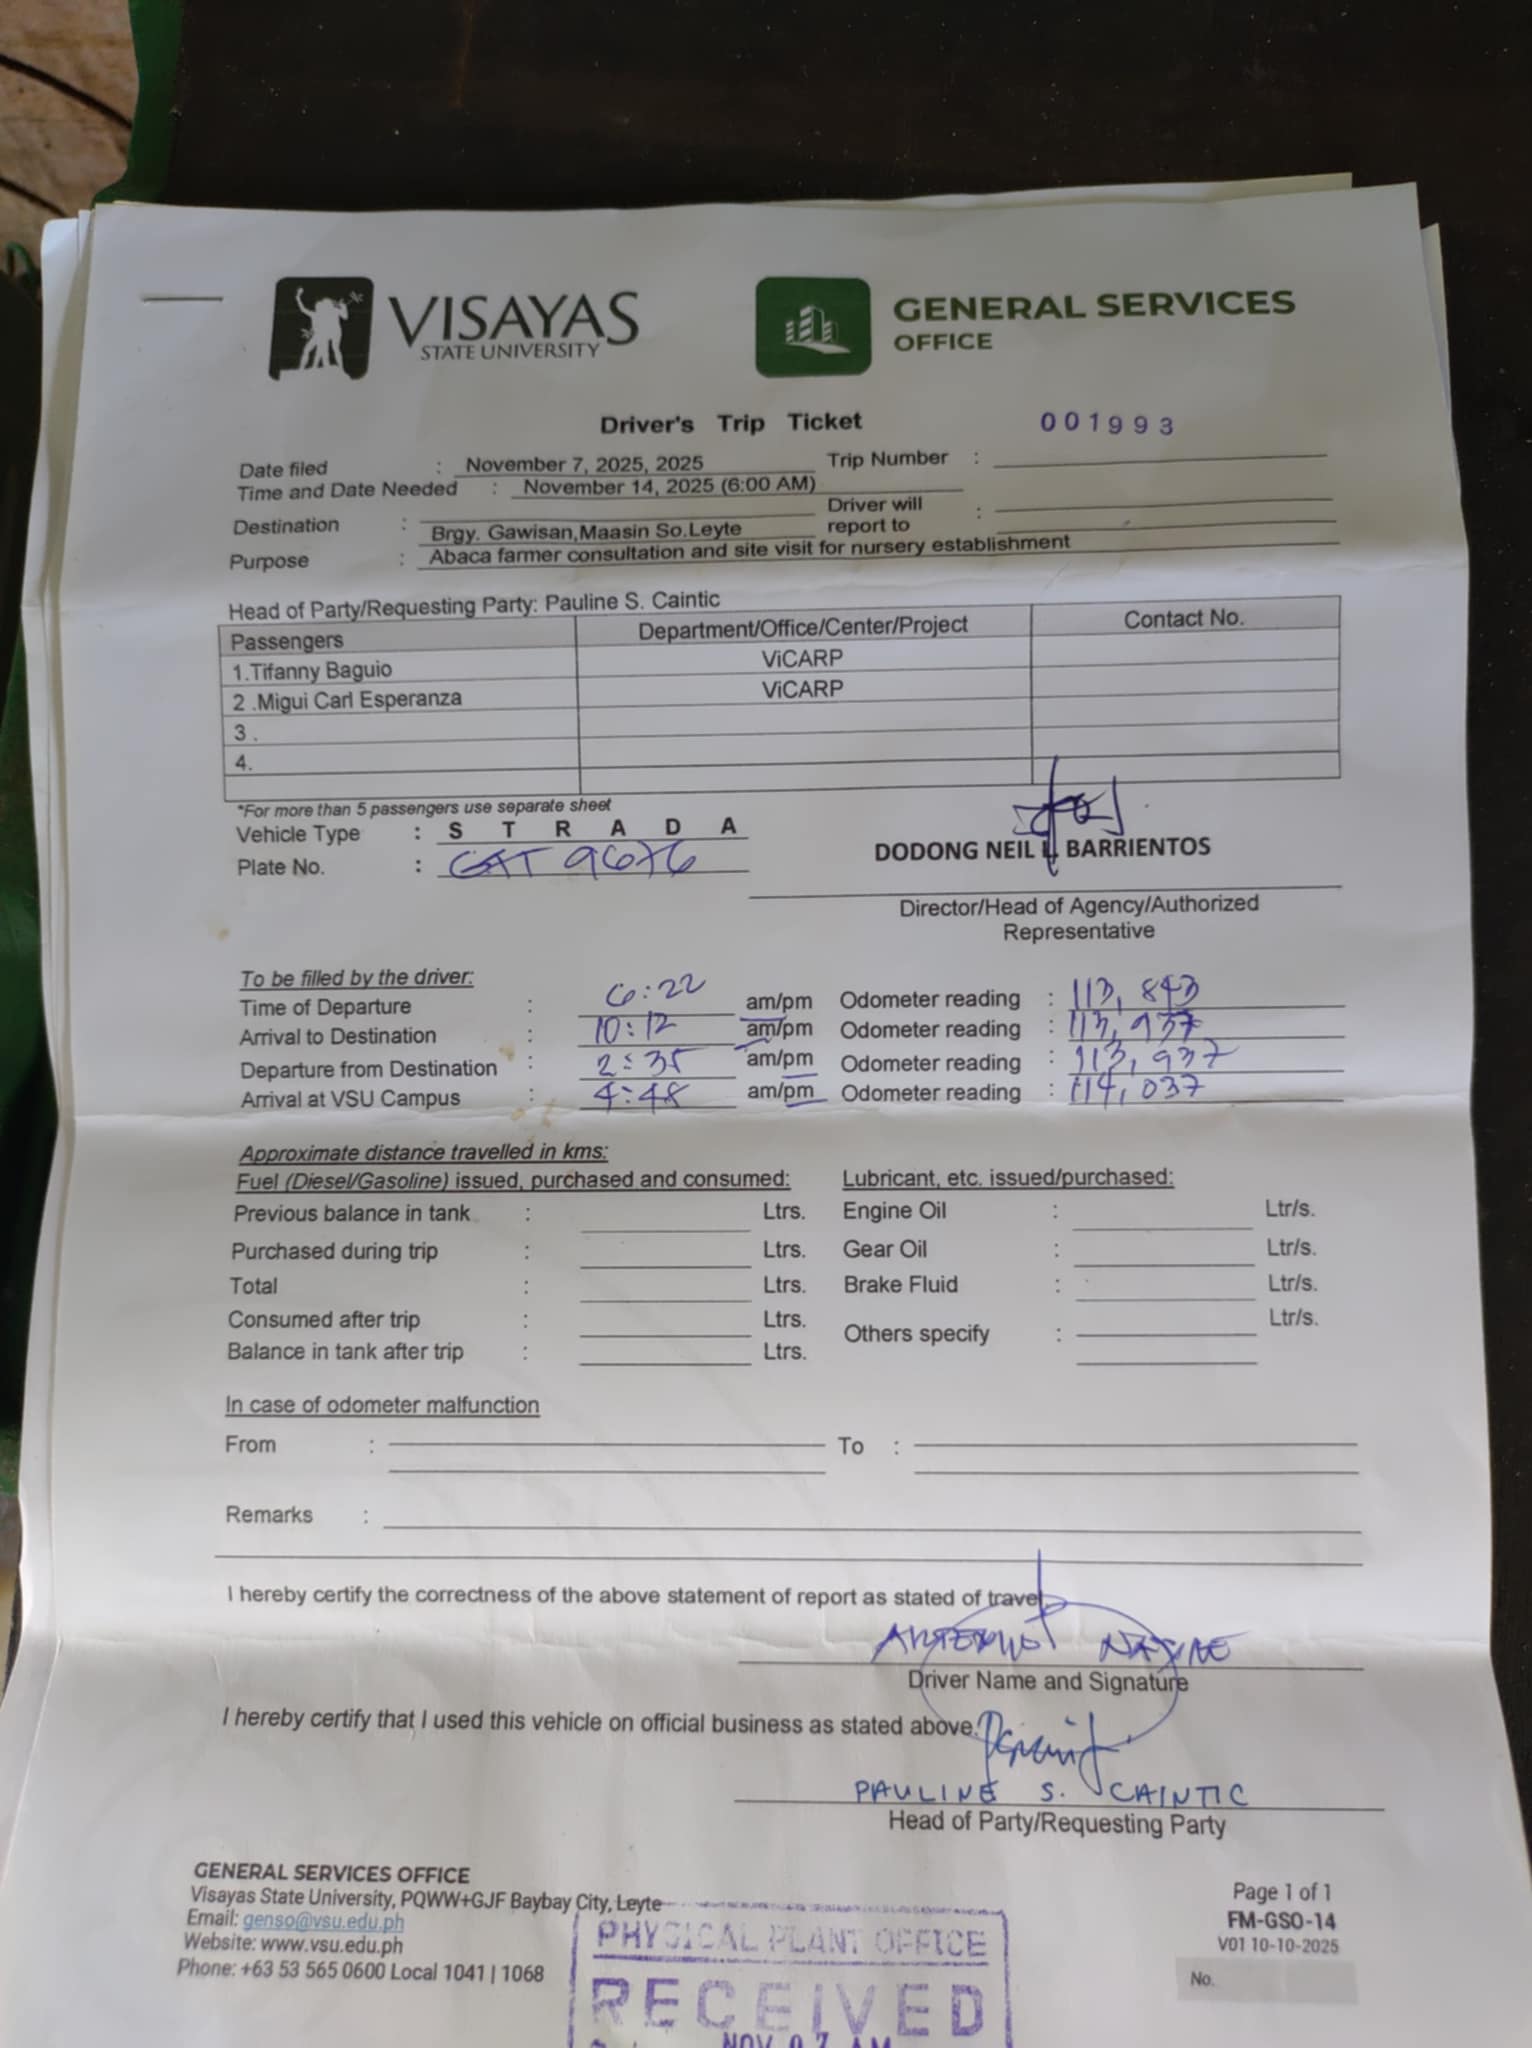 VISAYAS
STATE UNIVERSITY
GENERAL SERVICES
OFFICE
Driver's Trip Ticket
001993
Date filed : November 7, 2025, 2025 Trip Number :
Time and Date Needed : November 14, 2025 (6:00 AM)
Destination : Brgy. Gawisan,Maasin So.Leyte Driver will report to :
Purpose : Abaca farmer consultation and site visit for nursery establishment
Head of Party/Requesting Party: Pauline S. Caintic
Passengers Department/Office/Center/Project Contact No.
1.Tifanny Baguio ViCARP
2 .Migui Carl Esperanza ViCARP
3 .
4.
*For more than 5 passengers use separate sheet
Vehicle Type : S T R A D A
Plate No. : GAT 9676
DODONG NEIL L. BARRIENTOS
Director/Head of Agency/Authorized
Representative
To be filled by the driver:
Time of Departure : 6:22 am/pm Odometer reading : 113, 843
Arrival to Destination : 10:12 am/pm Odometer reading : 113, 937
Departure from Destination : 2:35 am/pm Odometer reading : 113, 937
Arrival at VSU Campus : 4:48 am/pm Odometer reading : 114, 037
Approximate distance travelled in kms:
Fuel (Diesel/Gasoline) issued, purchased and consumed: Lubricant, etc. issued/purchased:
Previous balance in tank : Ltrs. Engine Oil : Ltr/s.
Purchased during trip : Ltrs. Gear Oil : Ltr/s.
Total : Ltrs. Brake Fluid : Ltr/s.
Consumed after trip : Ltrs. Others specify : Ltr/s.
Balance in tank after trip : Ltrs.
In case of odometer malfunction
From : To :
Remarks :
I hereby certify the correctness of the above statement of report as stated of travel.
Driver Name and Signature
I hereby certify that I used this vehicle on official business as stated above.
PAULINE S. CAINTIC
Head of Party/Requesting Party
GENERAL SERVICES OFFICE
Visayas State University, PQWW+GJF Baybay City, Leyte
Email: genso@vsu.edu.ph
Website: www.vsu.edu.ph
Phone: +63 53 565 0600 Local 1041 | 1068
Page 1 of 1
FM-GSO-14
V01 10-10-2025
No.
PHYSICAL PLANT OFFICE
RECEIVED
NOV 07